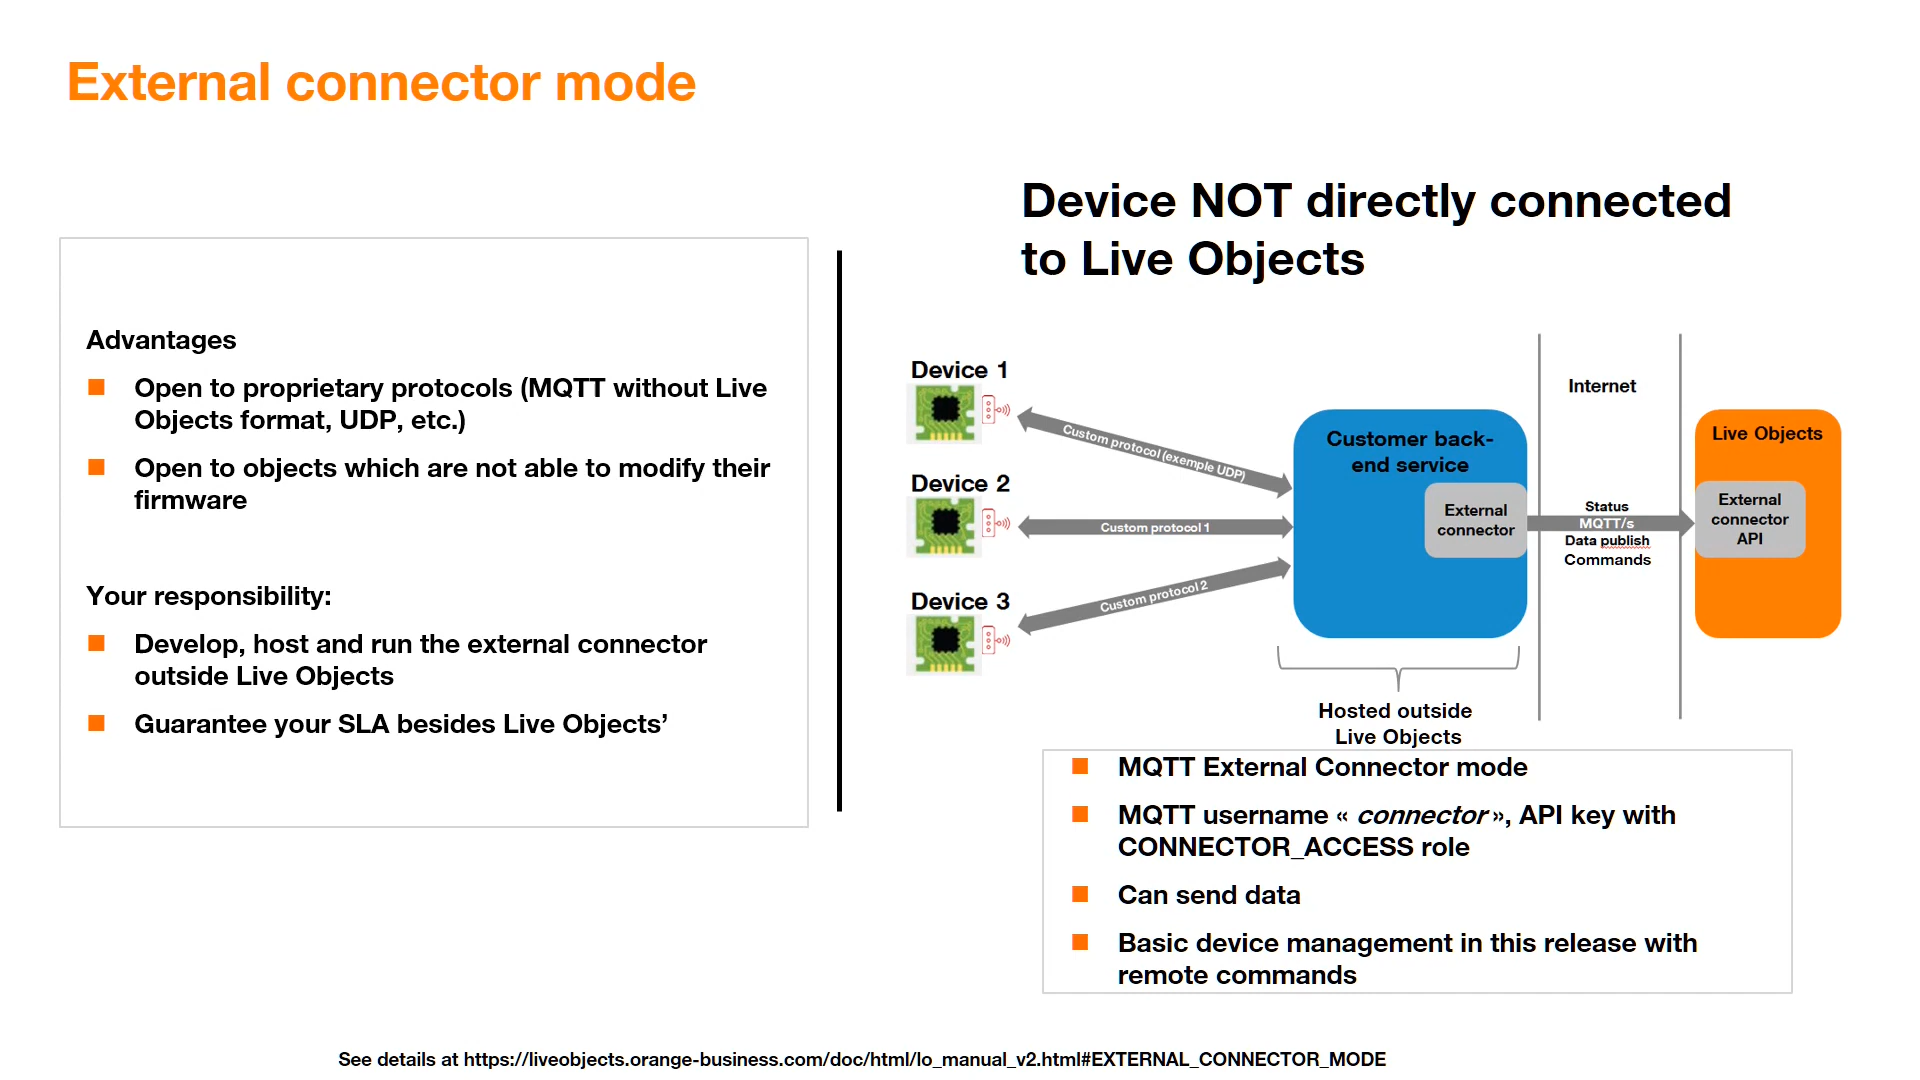 External connector mode
Advantages
Open to proprietary protocols (MQTT without Live
Objects format, UDP, etc.)
Open to objects which are not able to modify their
firmware
Your responsibility:
Develop, host and run the external connector
outside Live Objects
Guarantee your SLA besides Live Objects’
Device NOT directly connected
to Live Objects
Device 1
Custom protocol (exemple UDP)
Device 2
Custom protocol 1
Device 3
Custom protocol 2
Customer back-
end service
External
connector
Internet
Status
MQTT/s
Data publish
Commands
Live Objects
External
connector
API
Hosted outside
Live Objects
MQTT External Connector mode
MQTT username « connector », API key with
CONNECTOR_ACCESS role
Can send data
Basic device management in this release with
remote commands
See details at https://liveobjects.orange-business.com/doc/html/lo_manual_v2.html#EXTERNAL_CONNECTOR_MODE